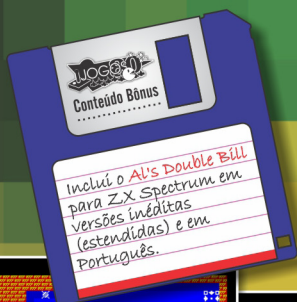 JOGO
Conteúdo Bônus
Incluí o Al's Double Bill
para ZX Spectrum em
versões inéditas
(estendidas) e em
Português.